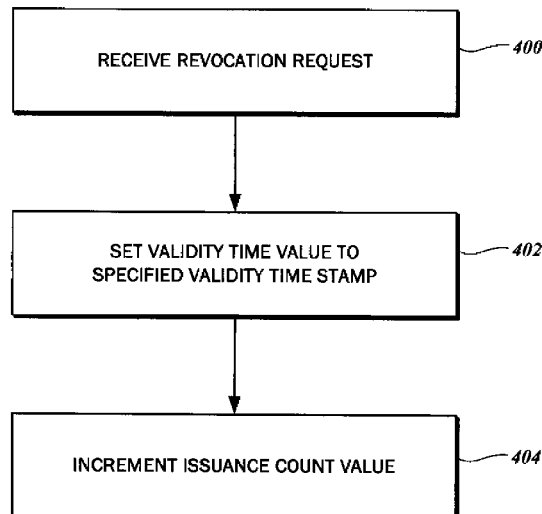 RECEIVE REVOCATION REQUEST
400
SET VALIDITY TIME VALUE TO
SPECIFIED VALIDITY TIME STAMP
402
INCREMENT ISSUANCE COUNT VALUE
404